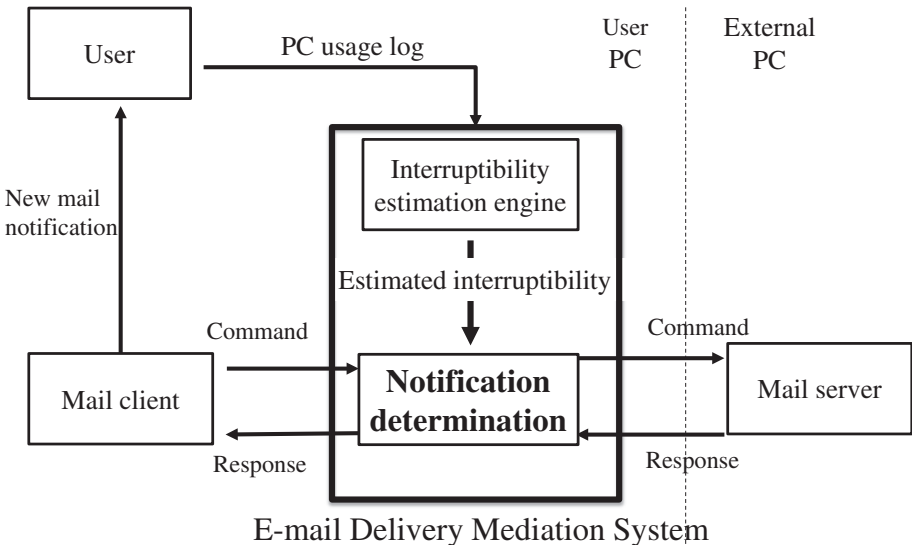 User
PC usage log
User
PC
External
PC
Interruptibility
estimation engine
New mail
notification
Estimated interruptibility
Command
Command
Mail client
Notification
determination
Mail server
Response
Response
E-mail Delivery Mediation System